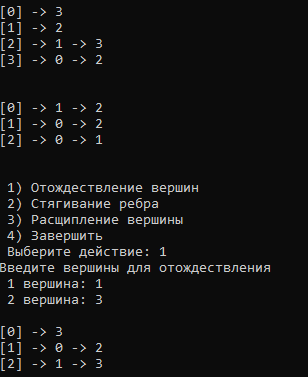 [0] -> 3
[1] -> 2
[2] -> 1 -> 3
[3] -> 0 -> 2
[0] -> 1 -> 2
[1] -> 0 -> 2
[2] -> 0 -> 1
1) Отождествление вершин
2) Стягивание ребра
3) Расщипление вершины
4) Завершить
Выберите действие: 1
Введите вершины для отождествления
1 вершина: 1
2 вершина: 3
[0] -> 3
[1] -> 0 -> 2
[2] -> 1 -> 3